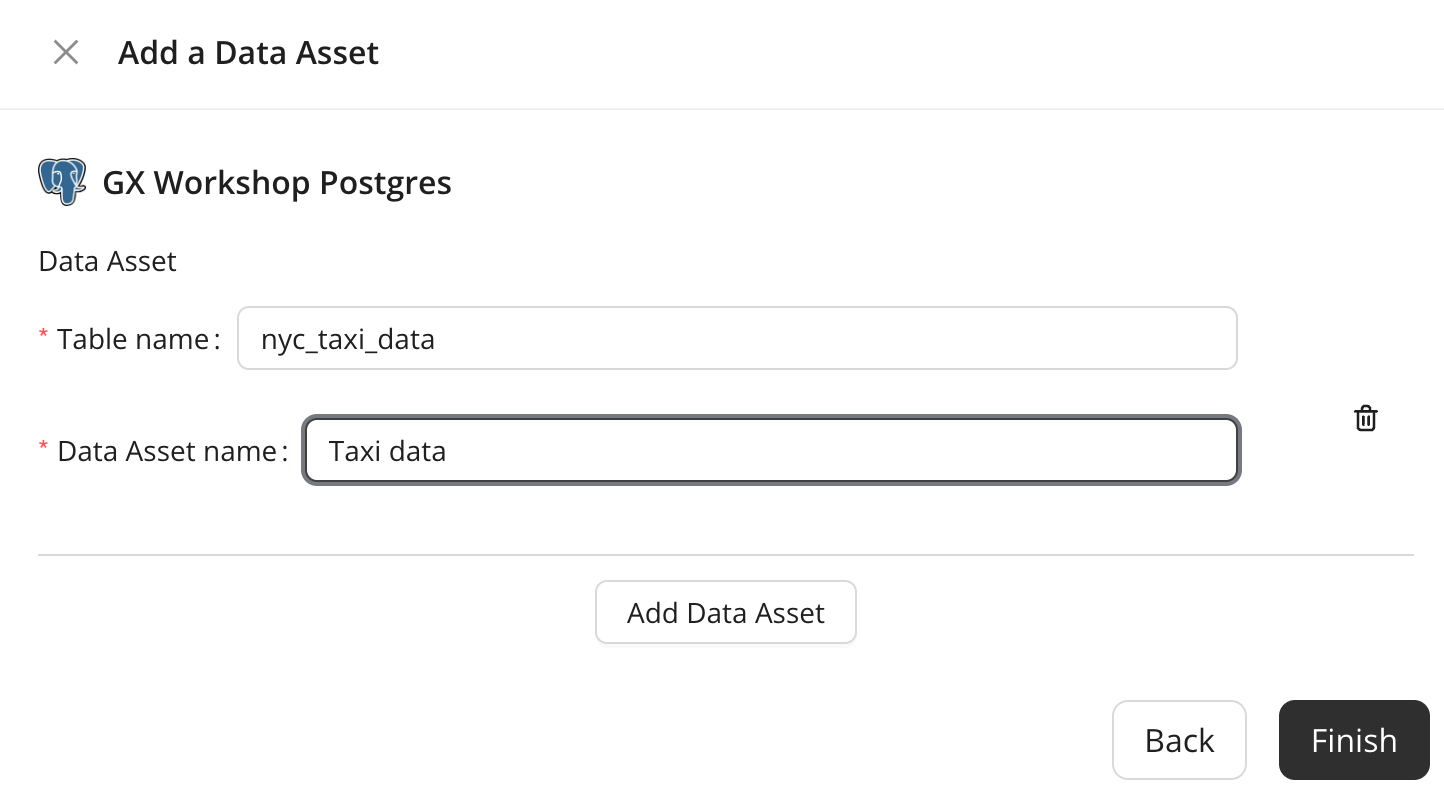 Add a Data Asset
GX Workshop Postgres
Data Asset
* Table name: nyc_taxi_data
* Data Asset name: Taxi data
Add Data Asset
Back Finish